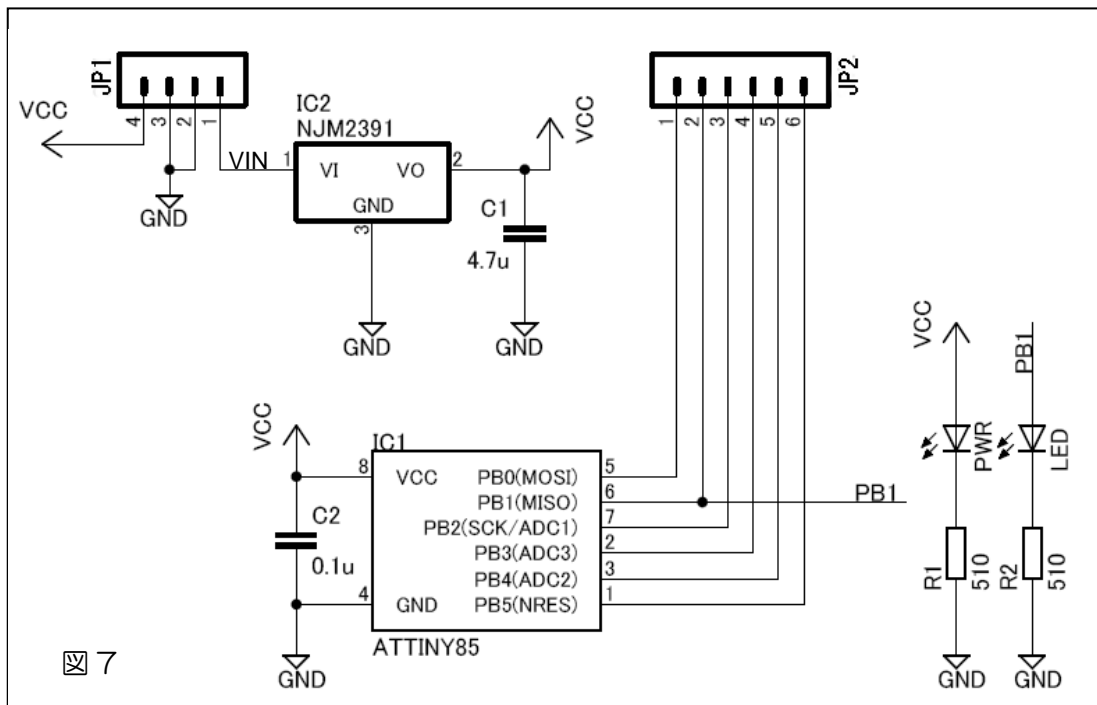 JP1
VCC
4
3
2
1
GND
VIN
IC2
NJM2391
1
VI
VO
2
GND
3
GND
VCC
C1
4.7u
GND
JP2
1
2
3
4
5
6
VCC
C2
0.1u
GND
IC1
8
VCC
4
GND
PB0(MOSI)
5
PB1(MISO)
6
PB2(SCK/ADC1)
7
PB3(ADC3)
2
PB4(ADC2)
3
PB5(NRES)
1
ATTINY85
PB1
VCC
PWR
R1
510
GND
PB1
LED
R2
510
GND
図７